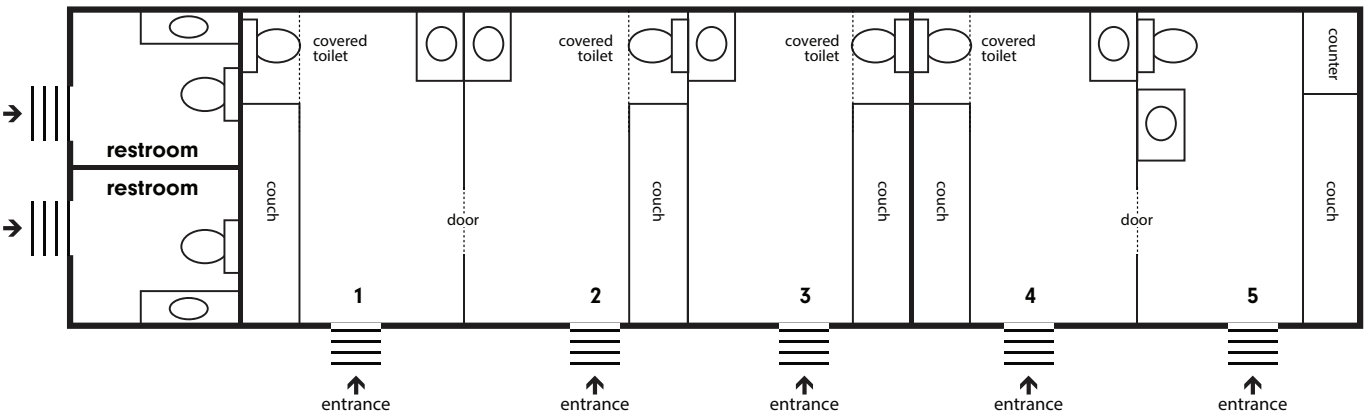 covered
toilet
covered
toilet
covered
toilet
covered
toilet
counter
restroom
restroom
couch
door
couch
couch
couch
door
couch
1
2
3
4
5
entrance
entrance
entrance
entrance
entrance